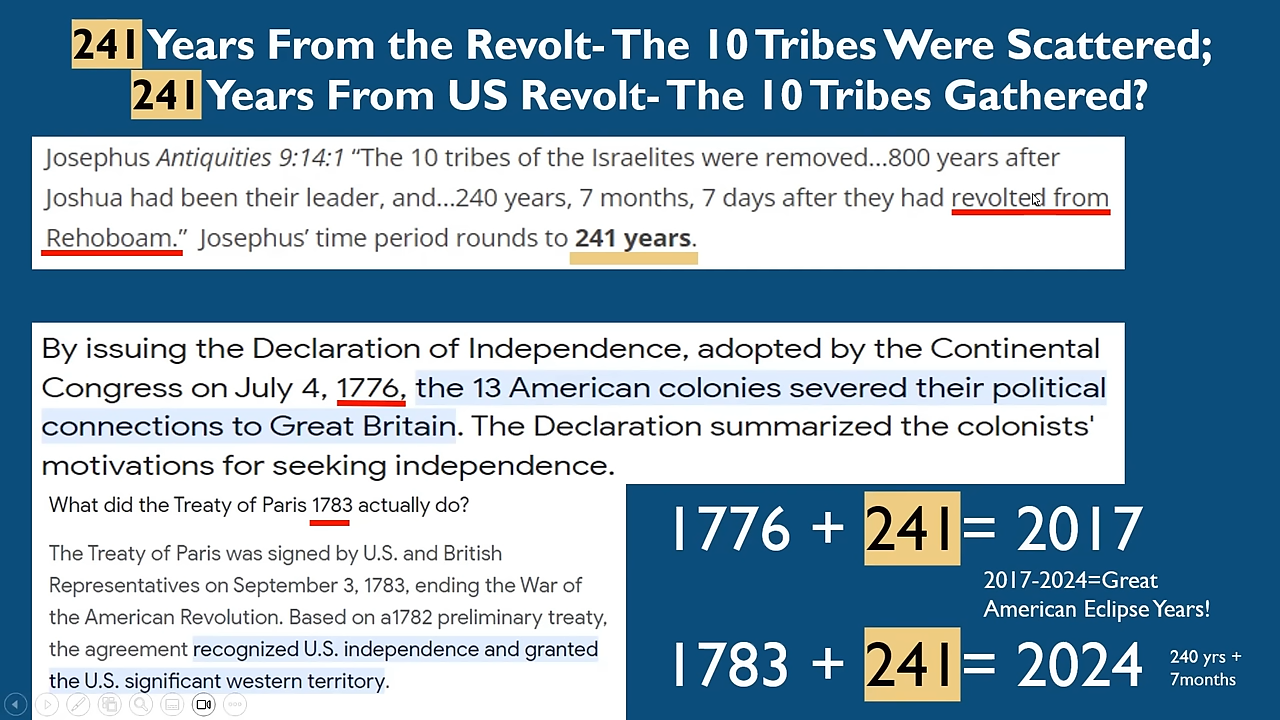 241 Years From the Revolt- The 10 Tribes Were Scattered;
241 Years From US Revolt- The 10 Tribes Gathered?
Josephus Antiquities 9:14:1 “The 10 tribes of the Israelites were removed...800 years after
Joshua had been their leader, and...240 years, 7 months, 7 days after they had revolted from
Rehoboam.”  Josephus’ time period rounds to 241 years.
By issuing the Declaration of Independence, adopted by the Continental
Congress on July 4, 1776, the 13 American colonies severed their political
connections to Great Britain. The Declaration summarized the colonists'
motivations for seeking independence.
What did the Treaty of Paris 1783 actually do?
The Treaty of Paris was signed by U.S. and British
Representatives on September 3, 1783, ending the War of
the American Revolution. Based on a1782 preliminary treaty,
the agreement recognized U.S. independence and granted
the U.S. significant western territory.
1776 + 241= 2017
2017-2024=Great
American Eclipse Years!
1783 + 241= 2024
240 yrs +
7months